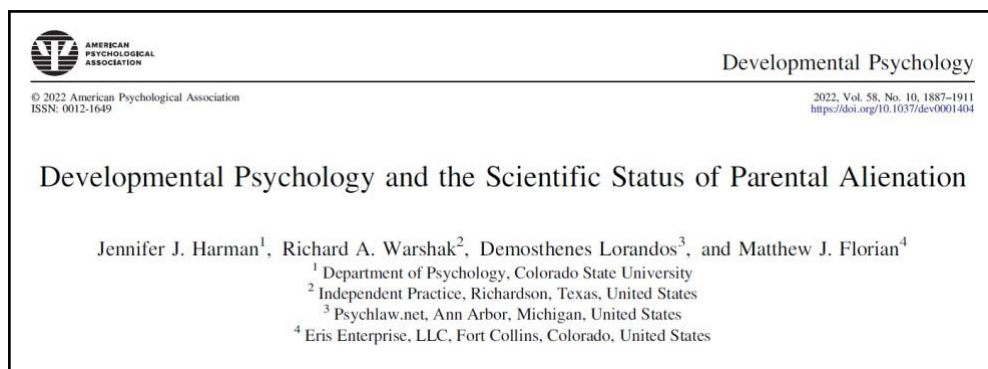 AMERICAN
PSYCHOLOGICAL
ASSOCIATION
Developmental Psychology
© 2022 American Psychological Association
ISSN: 0012-1649
2022, Vol. 58, No. 10, 1887–1911
https://doi.org/10.1037/dev0001404
Developmental Psychology and the Scientific Status of Parental Alienation
Jennifer J. Harman1, Richard A. Warshak2, Demosthenes Lorandos3, and Matthew J. Florian4
1 Department of Psychology, Colorado State University
2 Independent Practice, Richardson, Texas, United States
3 Psychlaw.net, Ann Arbor, Michigan, United States
4 Eris Enterprise, LLC, Fort Collins, Colorado, United States